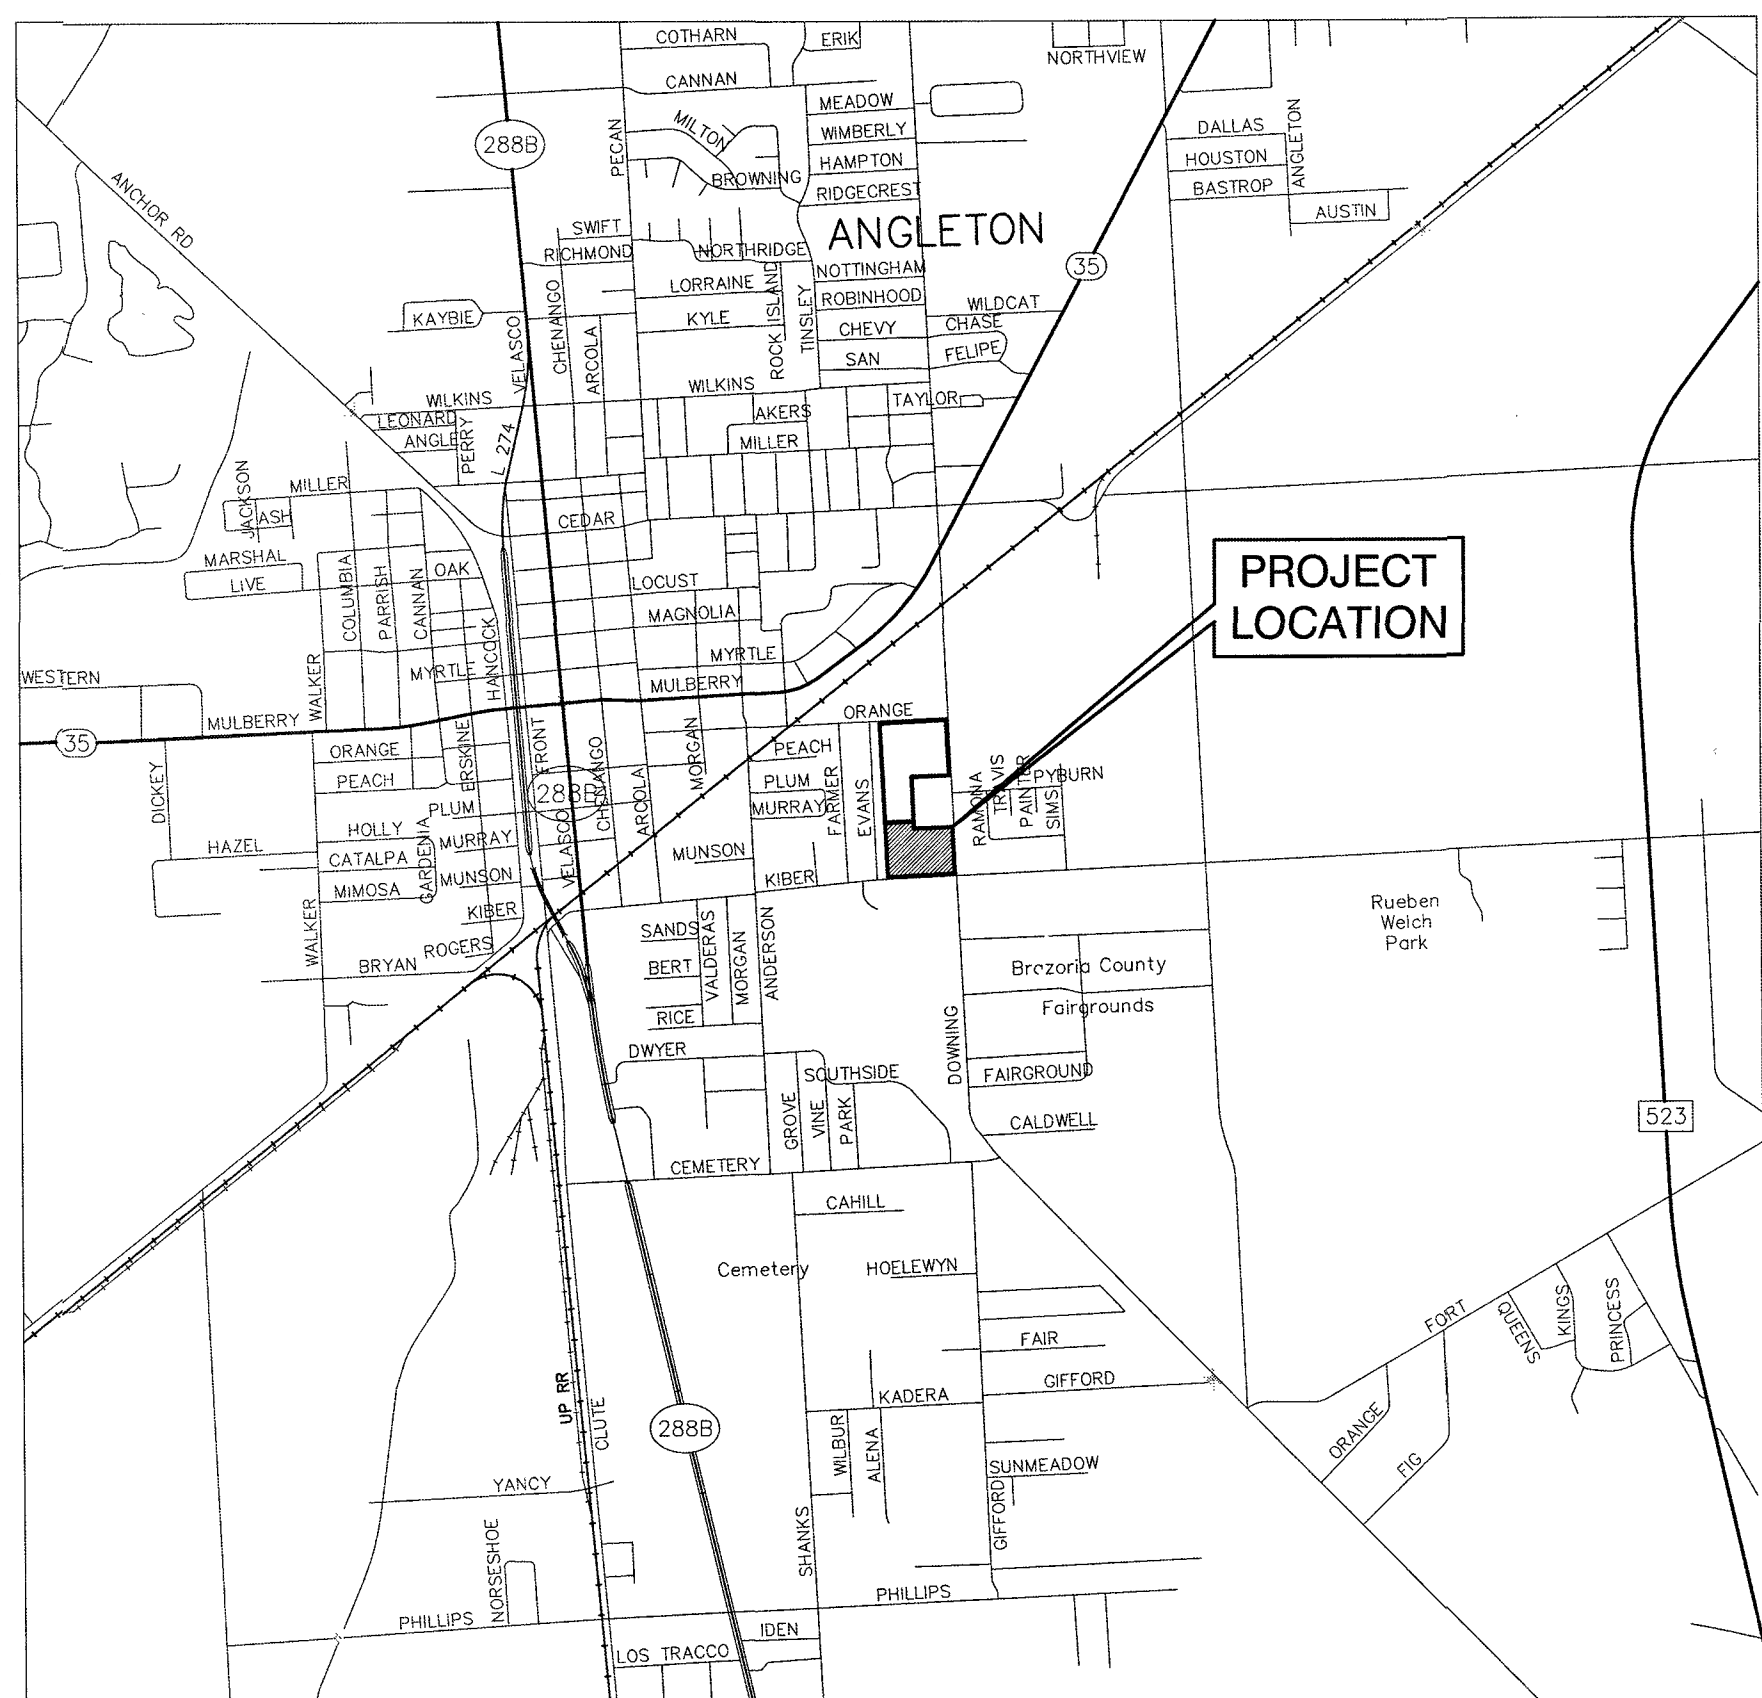 COTHARN
ERIK
NORTHVIEW
CANNAN
MEADOW
ANGLETON
MILTON
WIMBERLY
DALLAS
288B
PECAN
HAMPTON
HOUSTON
BROWNING
RIDGECREST
BASTROP
ANCHOR RD
AUSTIN
SWIFT
ANGLETON
RICHMOND
NORTHRIDGE
35
NOTTINGHAM
LORRAINE
ROCK ISLAND
TINSLEY
ROBINHOOD
WILDCAT
KAYBIE
VELASCO
CHENANGO
ARCOLA
KYLE
CHEVY
CHASE
SAN
FELIPE
WILKINS
WILKINS
TAYLOR
LEONARD
AKERS
ANGLE
PERRY
L 274
MILLER
JACKSON
MILLER
ASH
CEDAR
MARSHAL
LIVE
OAK
COLUMBIA
PARRISH
CANNAN
LOCUST
PROJECT
LOCATION
MAGNOLIA
HANCOCK
WESTERN
WALKER
MYRTLE
MYRTLE
MULBERRY
MULBERRY
35
ORANGE
ORANGE
ERSKINE
FRONT
CHENANGO
MORGAN
PEACH
DICKEY
PEACH
288B
ARCOLA
PLUM
FARMER
EVANS
RAMONA
TRAVIS
PAINTER
SIMS
PYBURN
PLUM
MURRAY
HOLLY
MURRAY
VELASCO
HAZEL
CATALPA
GARDENIA
MUNSON
MIMOSA
MUNSON
KIBER
KIBER
Rueben
Welch
Park
WALKER
SANDS
VALDERAS
MORGAN
ANDERSON
ROGERS
BRYAN
BERT
Brazoria County
Fairgrounds
RICE
DOWNING
DWYER
SOUTHSIDE
FAIRGROUND
GROVE
VINE
PARK
CALDWELL
523
CEMETERY
CAHILL
Cemetery
HOELEWYN
FORT
QUEENS
KINGS
PRINCESS
FAIR
UP RR
CLUTE
KADERA
GIFFORD
288B
WILBUR
ALENA
ORANGE
FIG
SUNMEADOW
YANCY
SHANKS
GIFFORD
NORSESHOE
PHILLIPS
PHILLIPS
IDEN
LOS TRACCO